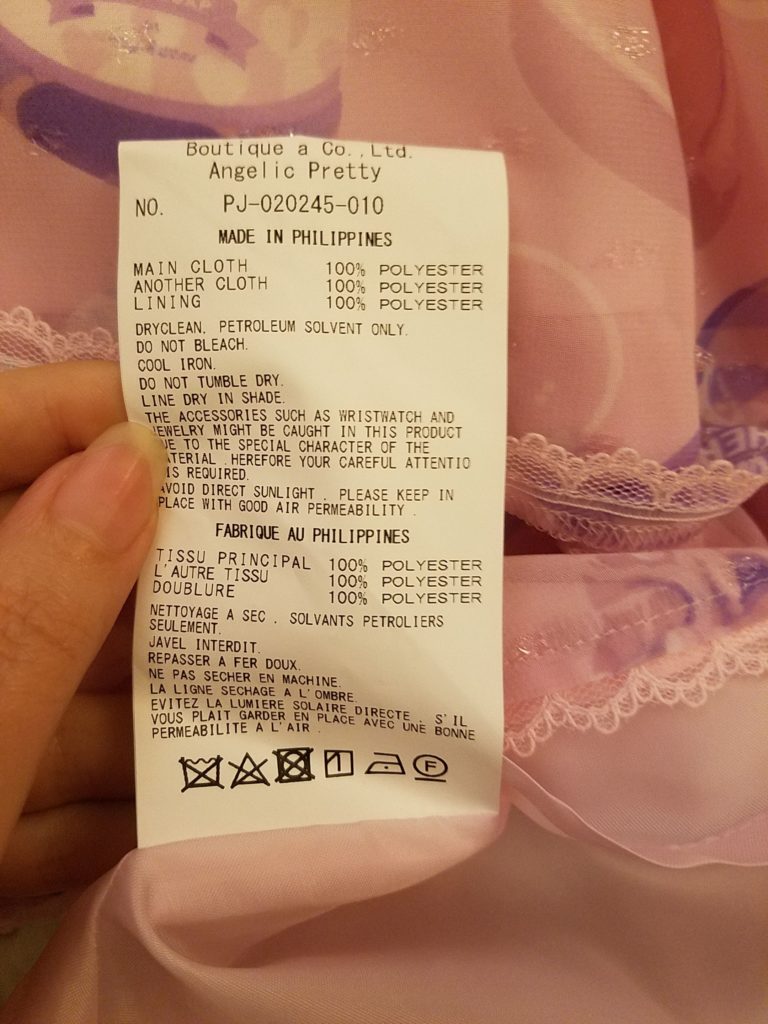 Boutique a Co.,Ltd.
Angelic Pretty
NO. PJ-020245-010
MADE IN PHILIPPINES
MAIN CLOTH 100% POLYESTER
ANOTHER CLOTH 100% POLYESTER
LINING 100% POLYESTER
DRYCLEAN. PETROLEUM SOLVENT ONLY.
DO NOT BLEACH.
COOL IRON.
DO NOT TUMBLE DRY.
LINE DRY IN SHADE.
THE ACCESSORIES SUCH AS WRISTWATCH AND
EWELRY MIGHT BE CAUGHT IN THIS PRODUCT
UE TO THE SPECIAL CHARACTER OF THE
ATERIAL .HEREFORE YOUR CAREFUL ATTENTIO
IS REQUIRED.
AVOID DIRECT SUNLIGHT . PLEASE KEEP IN
PLACE WITH GOOD AIR PERMEABILITY .
FABRIQUE AU PHILIPPINES
TISSU PRINCIPAL 100% POLYESTER
L'AUTRE TISSU 100% POLYESTER
DOUBLURE 100% POLYESTER
NETTOYAGE A SEC . SOLVANTS PETROLIERS
SEULEMENT.
JAVEL INTERDIT.
REPASSER A FER DOUX.
NE PAS SECHER EN MACHINE.
LA LIGNE SECHAGE A L'OMBRE.
EVITEZ LA LUMIERE SOLAIRE DIRECTE . S'IL
VOUS PLAIT GARDER EN PLACE AVEC UNE BONNE
PERMEABILITE A L'AIR .
1 F